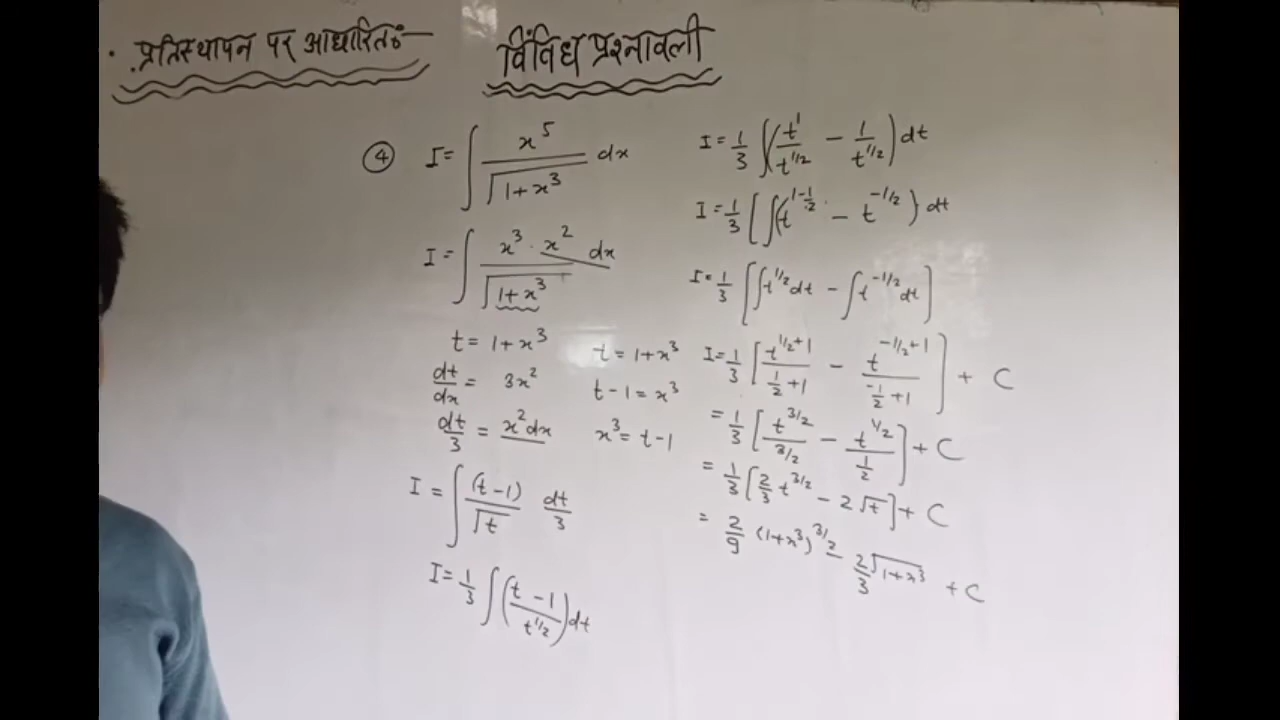 • प्रतिस्थापन पर आधारितः—
विंविध प्रश्नावली
④ I = ∫ x⁵/√(1+x³) dx
I = ∫ x³·x²/√(1+x³) dx
t = 1+x³
dt/dx = 3x²
dt/3 = x²dx
t = 1+x³
t-1 = x³
x³ = t-1
I = ∫ (t-1)/√t dt/3
I = 1/3 ∫ (t-1/t^1/2) dt
I = 1/3 ∫ (t¹/t^1/2 - 1/t^1/2) dt
I = 1/3 [∫(t^1-1/2 - t^-1/2) dt
I = 1/3 [∫t^1/2 dt - ∫t^-1/2 dt]
I = 1/3 [t^1/2+1/(1/2+1) - t^-1/2+1/(-1/2+1)] + C
= 1/3 [t^3/2/3/2 - t^1/2/1/2] + C
= 1/3 [2/3 t^3/2 - 2√t] + C
= 2/9 (1+x³)^3/2 - 2/3 √1+x³ + C